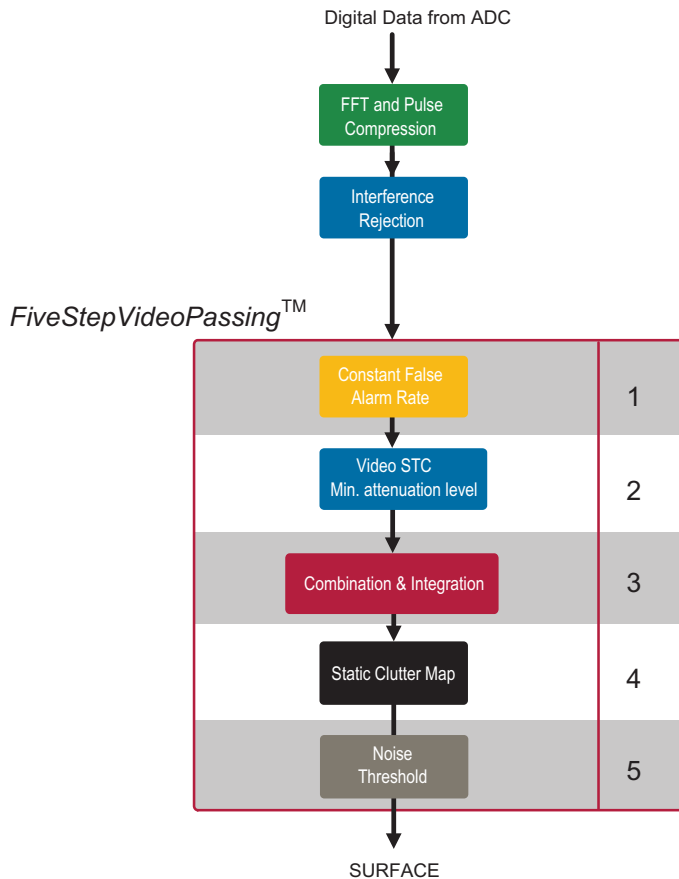 Digital Data from ADC
FFT and Pulse
Compression
Interference
Rejection
FiveStepVideoPassing™
Constant False
Alarm Rate
1
Video STC
Min. attenuation level
2
Combination & Integration
3
Static Clutter Map
4
Noise
Threshold
5
SURFACE